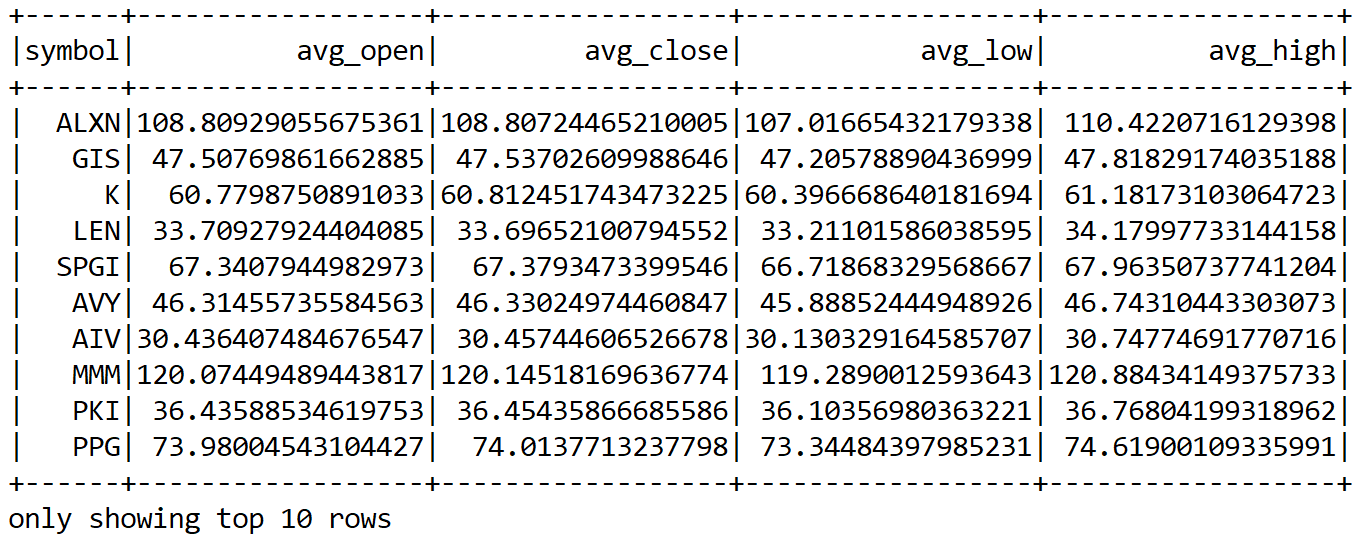 +------+------------------+------------------+------------------+------------------+
|symbol|          avg_open|         avg_close|           avg_low|          avg_high|
+------+------------------+------------------+------------------+------------------+
|  ALXN|108.80929055675361|108.80724465210005|107.01665432179338| 110.4220716129398|
|   GIS| 47.50769861662885| 47.53702609988646| 47.20578890436999| 47.81829174035188|
|     K|  60.7798750891033|60.812451743473225|60.396668640181694| 61.18173103064723|
|   LEN| 33.70927924404085| 33.69652100794552| 33.21101586038595| 34.17997733144158|
|  SPGI|  67.3407944982973|  67.3793473399546| 66.71868329568667| 67.96350737741204|
|   AVY| 46.31455735584563| 46.33024974460847| 45.88852444948926| 46.74310443303073|
|   AIV|30.436407484676547| 30.45744606526678|30.130329164585707| 30.74774691770716|
|   MMM|120.07449489443817|120.14518169636774| 119.2890012593643|120.88434149375733|
|   PKI| 36.43588534619753| 36.45435866685586| 36.10356980363221| 36.76804199318962|
|   PPG| 73.98004543104427|  74.0137713237798| 73.34484397985231| 74.61900109335991|
+------+------------------+------------------+------------------+------------------+
only showing top 10 rows